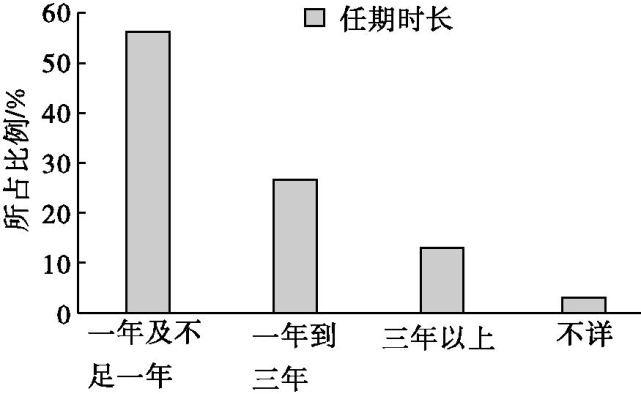 任期时长
所占比例/%
60
50
40
30
20
10
0
一年及不
足一年
一年到
三年
三年以上
不详